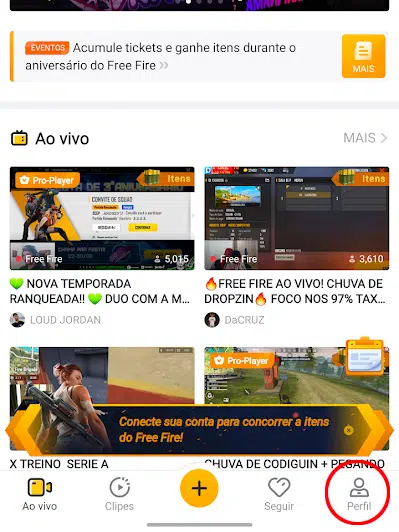 EVENTOS Acumule tickets e ganhe itens durante o
aniversário do Free Fire »
MAIS
Ao vivo
MAIS >
Pro-Player
Itens
CONVITE DE SQUAD
Free Fire
5,015
💚 NOVA TEMPORADA
RANQUEADA!! 💚 DUO COM A M...
LOUD JORDAN
Itens
Free Fire
3,610
🔥FREE FIRE AO VIVO! CHUVA DE
DROPZIN🔥 FOCO NOS 97% TAX...
DaCRUZ
Pro-Player
Conecte sua conta para concorrer a itens
do Free Fire!
X TREINO SERIE A
CHUVA DE CODIGUIN + PEGANDO
Ao vivo
Clipes
Seguir
Perfil